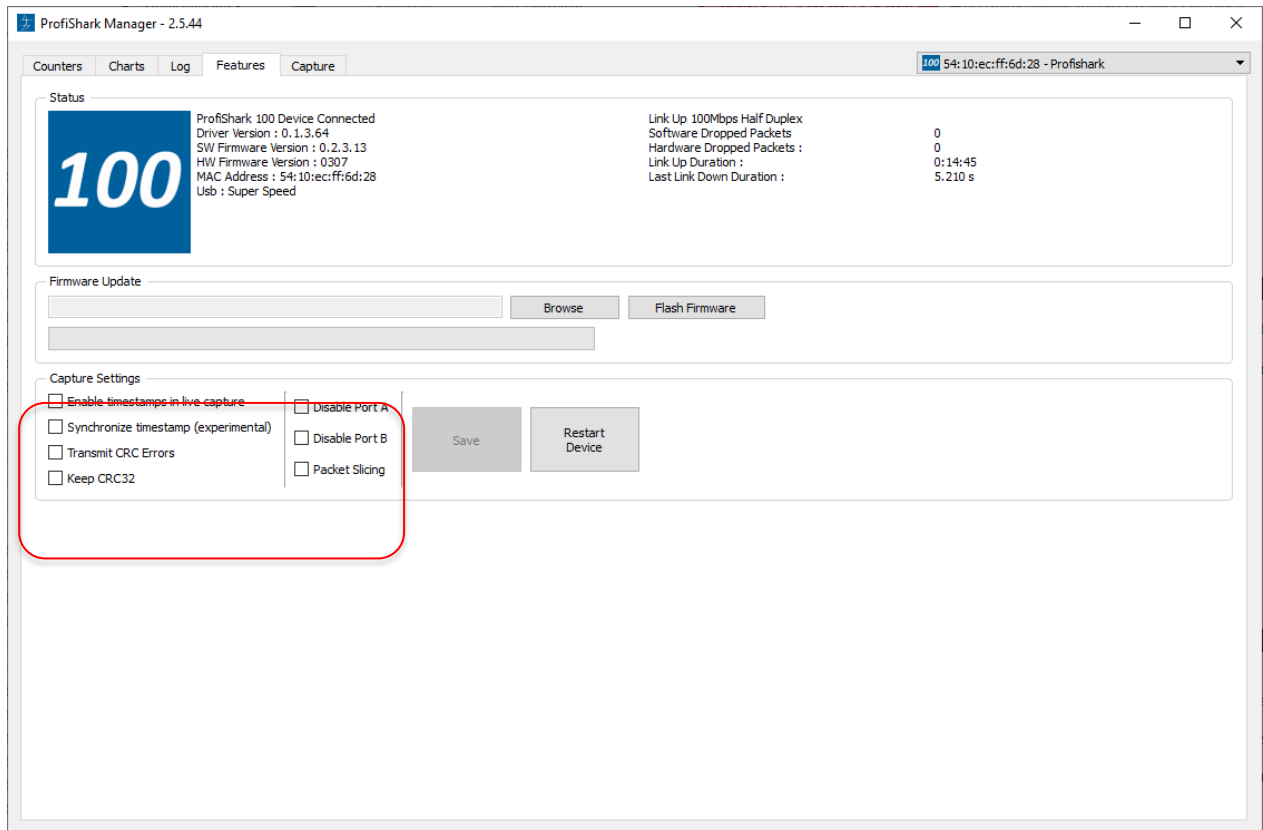 ProfiShark Manager - 2.5.44
Counters Charts Log Features Capture
100 54:10:ec:ff:6d:28 - Profishark
Status
100
ProfiShark 100 Device Connected
Driver Version : 0.1.3.64
SW Firmware Version : 0.2.3.13
HW Firmware Version : 0307
MAC Address : 54:10:ec:ff:6d:28
Usb : Super Speed
Link Up 100Mbps Half Duplex
Software Dropped Packets 0
Hardware Dropped Packets : 0
Link Up Duration : 0:14:45
Last Link Down Duration : 5.210 s
Firmware Update
Browse Flash Firmware
Capture Settings
Enable timestamps in live capture
Synchronize timestamp (experimental)
Transmit CRC Errors
Keep CRC32
Disable Port A
Disable Port B
Packet Slicing
Save
Restart
Device